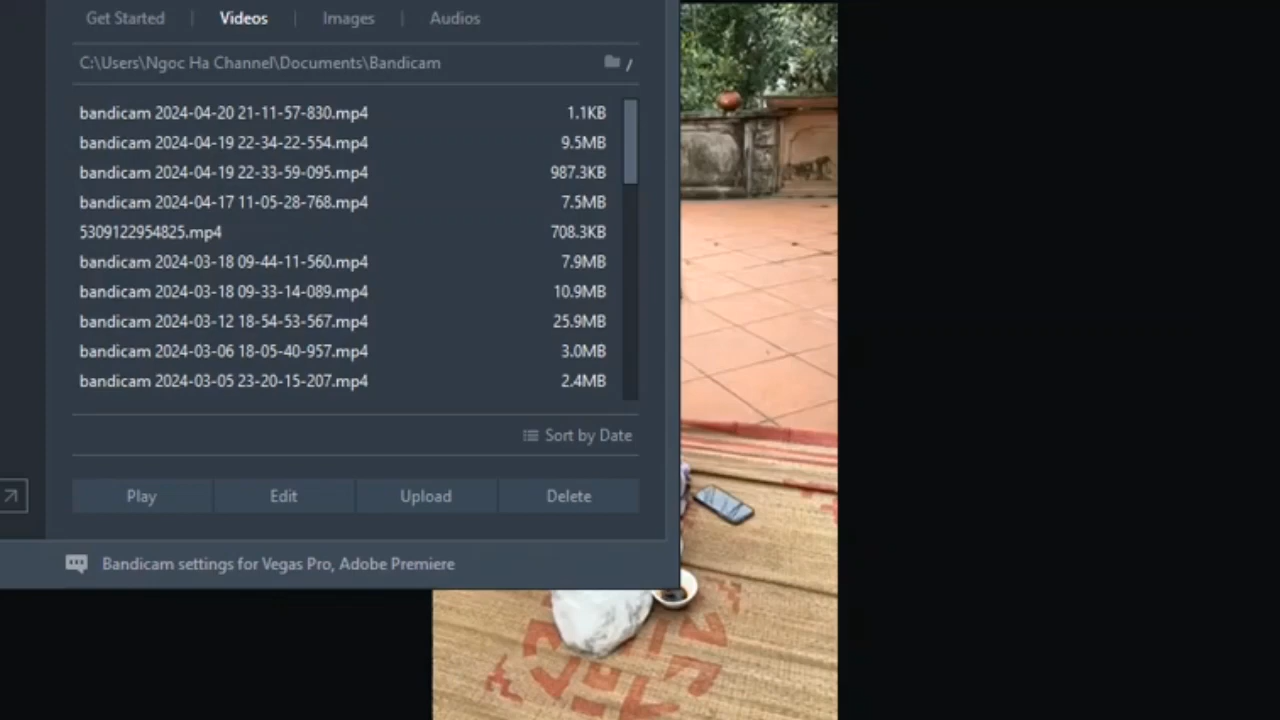 Get Started | Videos | Images | Audios
C:\Users\Ngoc Ha Channel\Documents\Bandicam /
bandicam 2024-04-20 21-11-57-830.mp4 1.1KB
bandicam 2024-04-19 22-34-22-554.mp4 9.5MB
bandicam 2024-04-19 22-33-59-095.mp4 987.3KB
bandicam 2024-04-17 11-05-28-768.mp4 7.5MB
5309122954825.mp4 708.3KB
bandicam 2024-03-18 09-44-11-560.mp4 7.9MB
bandicam 2024-03-18 09-33-14-089.mp4 10.9MB
bandicam 2024-03-12 18-54-53-567.mp4 25.9MB
bandicam 2024-03-06 18-05-40-957.mp4 3.0MB
bandicam 2024-03-05 23-20-15-207.mp4 2.4MB
Sort by Date
Play Edit Upload Delete
Bandicam settings for Vegas Pro, Adobe Premiere